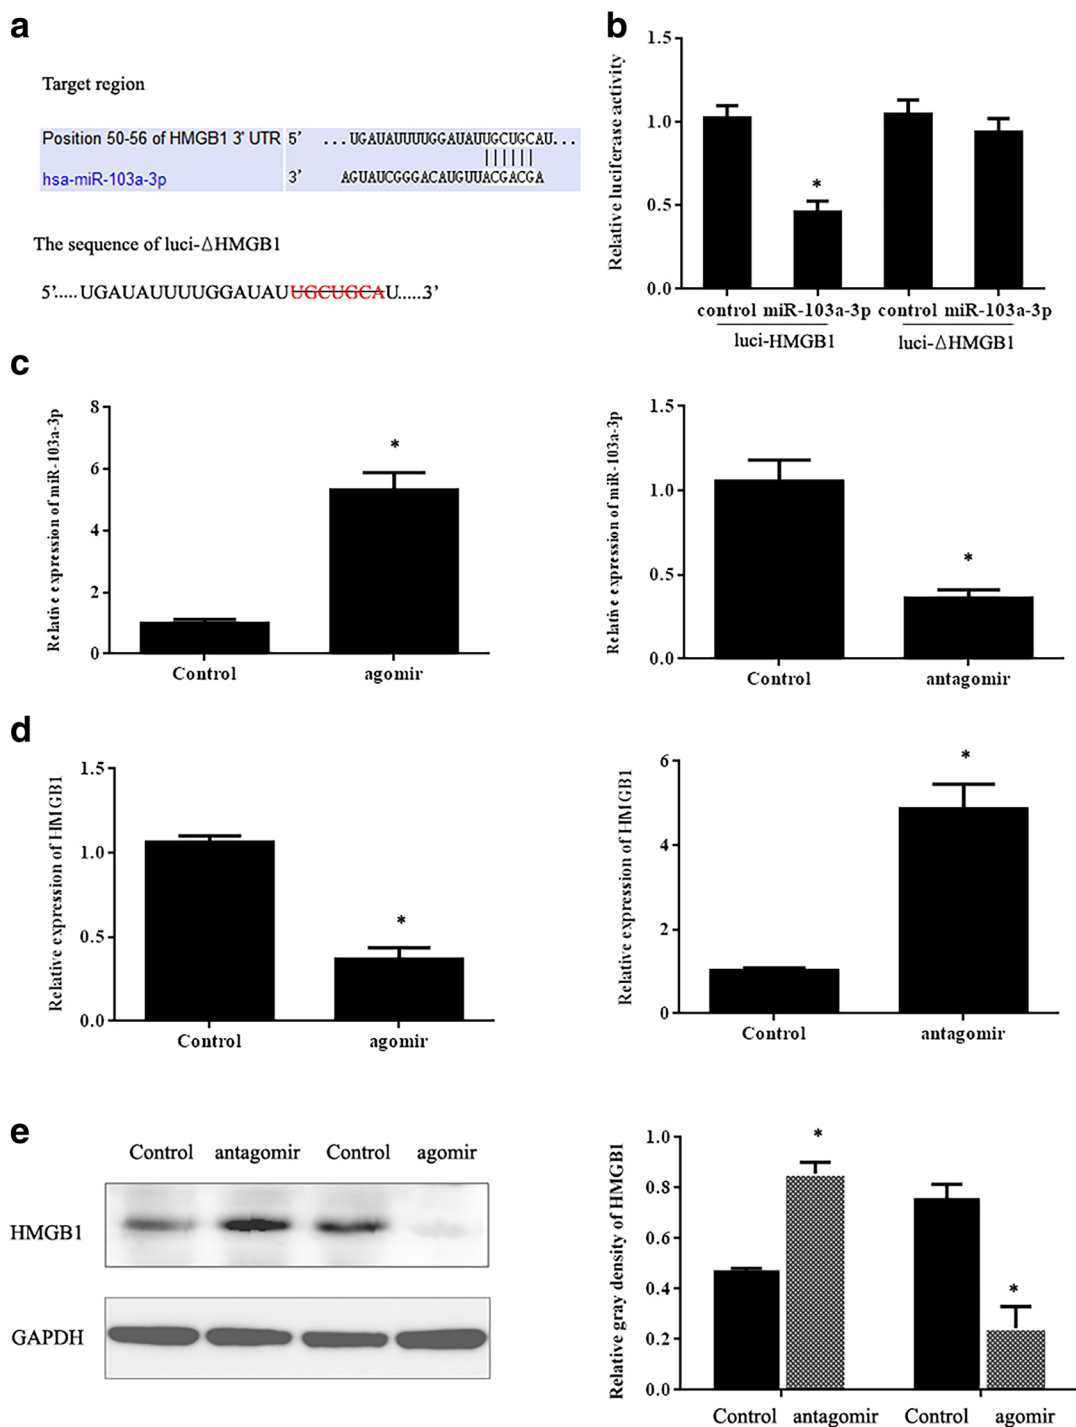 a
Target region
Position 50-56 of HMGB1 3' UTR 5' ...UGAUAUUUUGGAUAUUGCUGCAU...
hsa-miR-103a-3p 3' AGUAUCGGGACAUGUUACGACGA
The sequence of luci-ΔHMGB1
5'.....UGAUAUUUUGGAUAUUGCUGCAU.....3'
b
Relative luciferase activity
1.5
1.0
0.5
0.0
*
control miR-103a-3p control miR-103a-3p
luci-HMGB1 luci-ΔHMGB1
c
Relative expression of miR-103a-3p
8
6
4
2
0
*
Control agomir
Relative expression of miR-103a-3p
1.5
1.0
0.5
0.0
*
Control antagomir
d
Relative expression of HMGB1
1.5
1.0
0.5
0.0
*
Control agomir
Relative expression of HMGB1
6
4
2
0
*
Control antagomir
e
Control antagomir Control agomir
HMGB1
GAPDH
Relative gray density of HMGB1
1.0
0.8
0.6
0.4
0.2
0.0
*
*
Control antagomir Control agomir